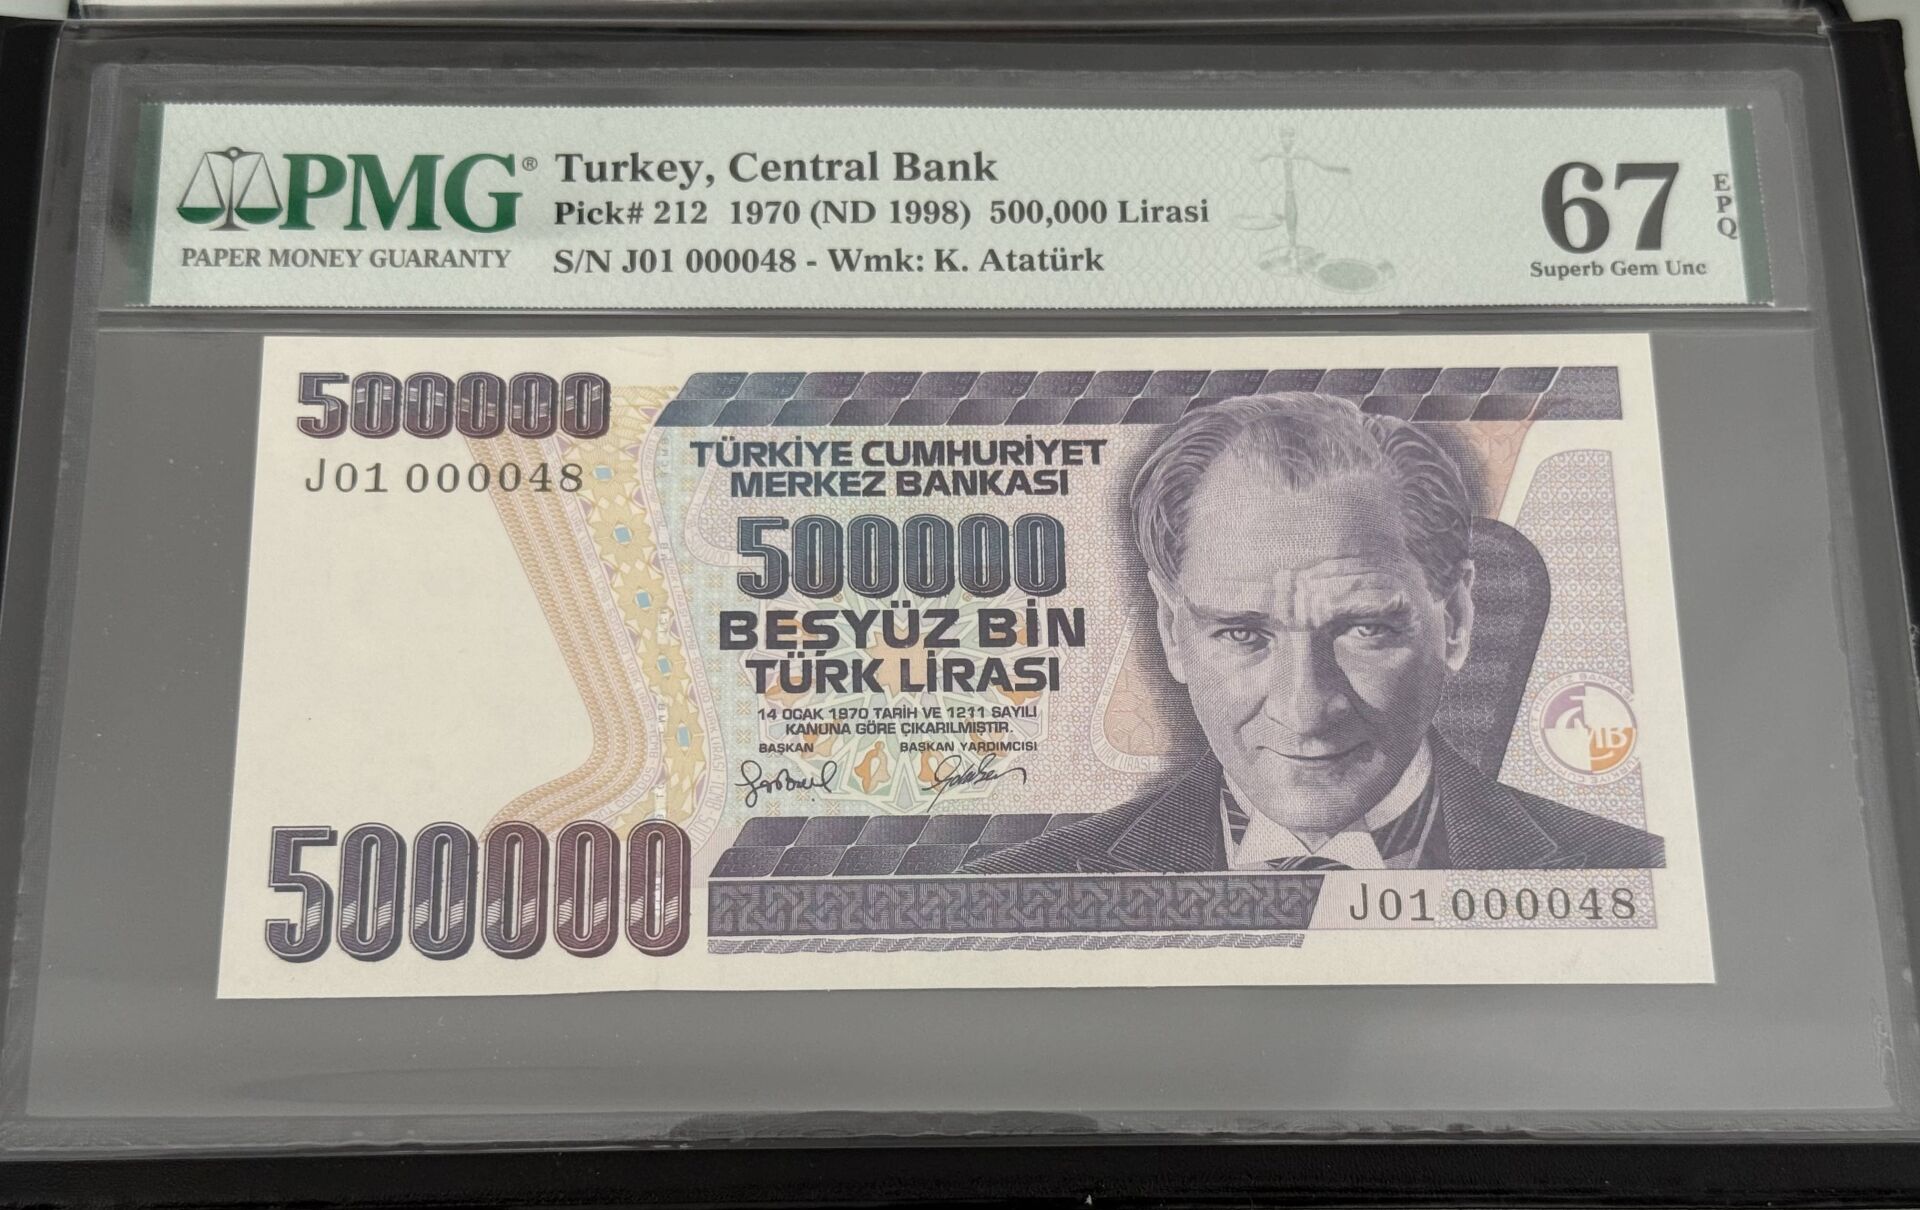 PMG®
PAPER MONEY GUARANTY
Turkey, Central Bank
Pick# 212 1970 (ND 1998) 500,000 Lirasi
S/N J01 000048 - Wmk: K. Atatürk
67
EPQ
Superb Gem Unc
500000
J01 000048
TÜRKİYE CUMHURİYET
MERKEZ BANKASI
500000
BEŞYÜZ BİN
TÜRK LİRASI
14 OCAK 1970 TARİH VE 1211 SAYILI
KANUNA GÖRE ÇIKARILMIŞTIR.
BAŞKAN BAŞKAN YARDIMCISI
500000
J01 000048